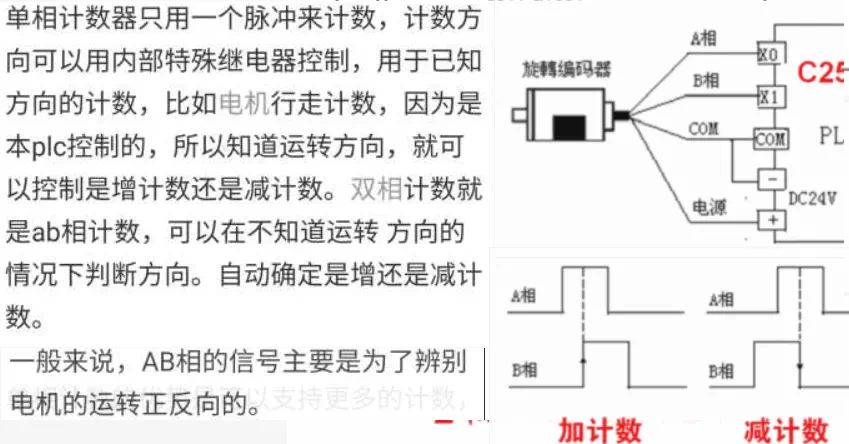 单相计数器只用一个脉冲来计数，计数方
向可以用内部特殊继电器控制，用于已知
方向的计数，比如电机行走计数，因为是
本plc控制的，所以知道运转方向，就可
以控制是增计数还是减计数。双相计数就
是ab相计数，可以在不知道运转 方向的
情况下判断方向。自动确定是增还是减计
数。
一般来说，AB相的信号主要是为了辨别
电机的运转正反向的。
以支持更多的计数，
旋轉编码器
A相
B相
COM
电源
X0
X1
COM
−
+
C25
PL
DC24V
A相
B相
加计数
A相
B相
减计数